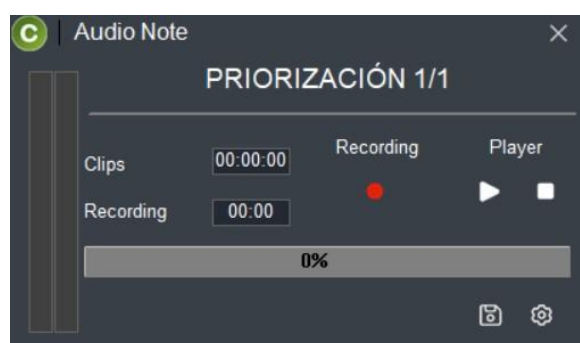 C Audio Note
PRIORIZACIÓN 1/1
Recording Player
Clips 00:00:00
Recording 00:00
0%